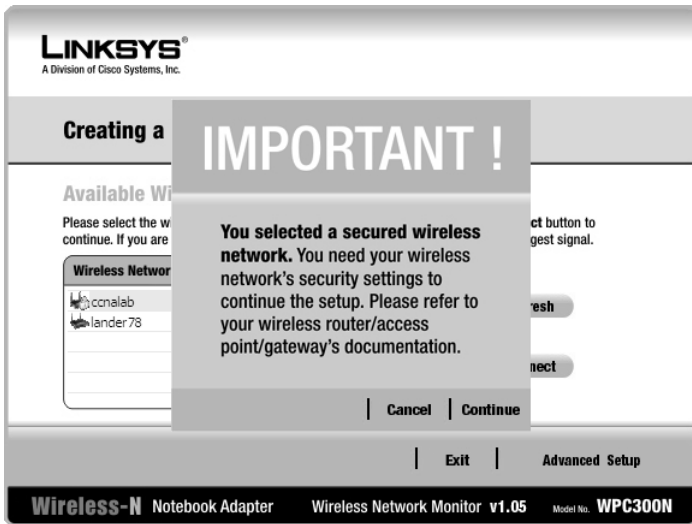 LINKSYS®
A Division of Cisco Systems, Inc.
Creating a
IMPORTANT !
Available Wi
Please select the w
continue. If you are
ct button to
gest signal.
Wireless Networ
ccnalab
lander78
You selected a secured wireless
network. You need your wireless
network's security settings to
continue the setup. Please refer to
your wireless router/access
point/gateway's documentation.
resh
nect
Cancel Continue
Exit Advanced Setup
Wireless-N Notebook Adapter Wireless Network Monitor v1.05 Model No. WPC300N